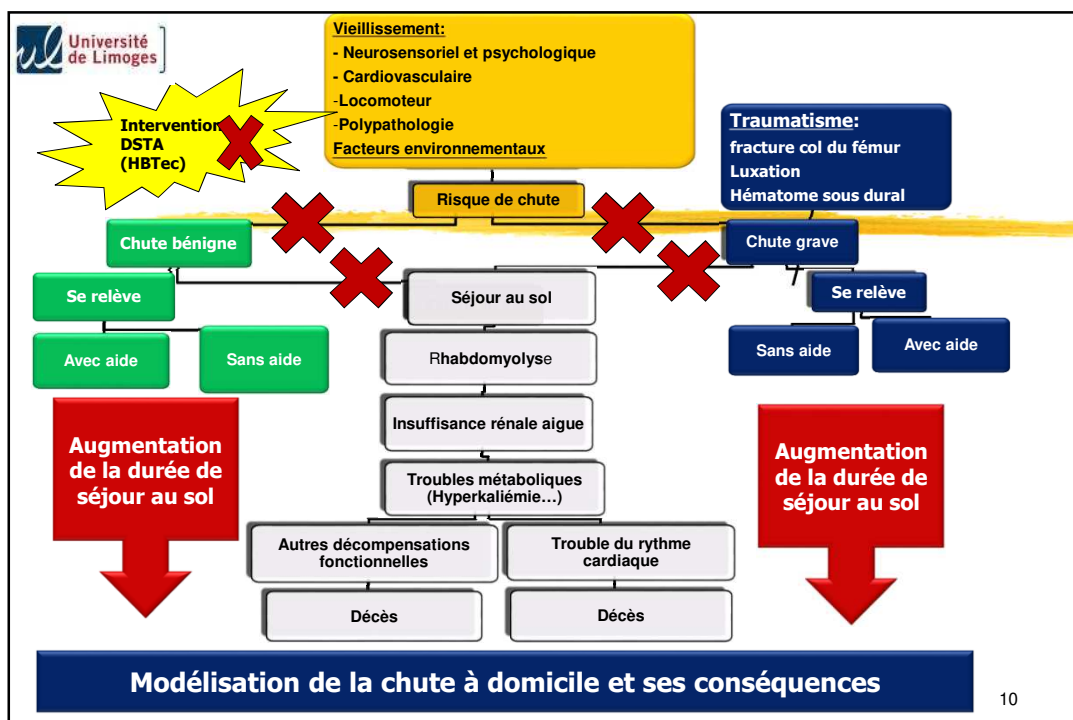 Université
de Limoges
Vieillissement:
- Neurosensoriel et psychologique
- Cardiovasculaire
-Locomoteur
-Polypathologie
Facteurs environnementaux
Intervention
DSTA
(HBTec)
Traumatisme:
fracture col du fémur
Luxation
Hématome sous dural
Risque de chute
Chute bénigne
Chute grave
Se relève
Séjour au sol
Se relève
Avec aide
Sans aide
Rhabdomyolyse
Sans aide
Avec aide
Augmentation
de la durée de
séjour au sol
Insuffisance rénale aigue
Troubles métaboliques
(Hyperkaliémie...)
Augmentation
de la durée de
séjour au sol
Autres décompensations
fonctionnelles
Trouble du rythme
cardiaque
Décès
Décès
Modélisation de la chute à domicile et ses conséquences
10